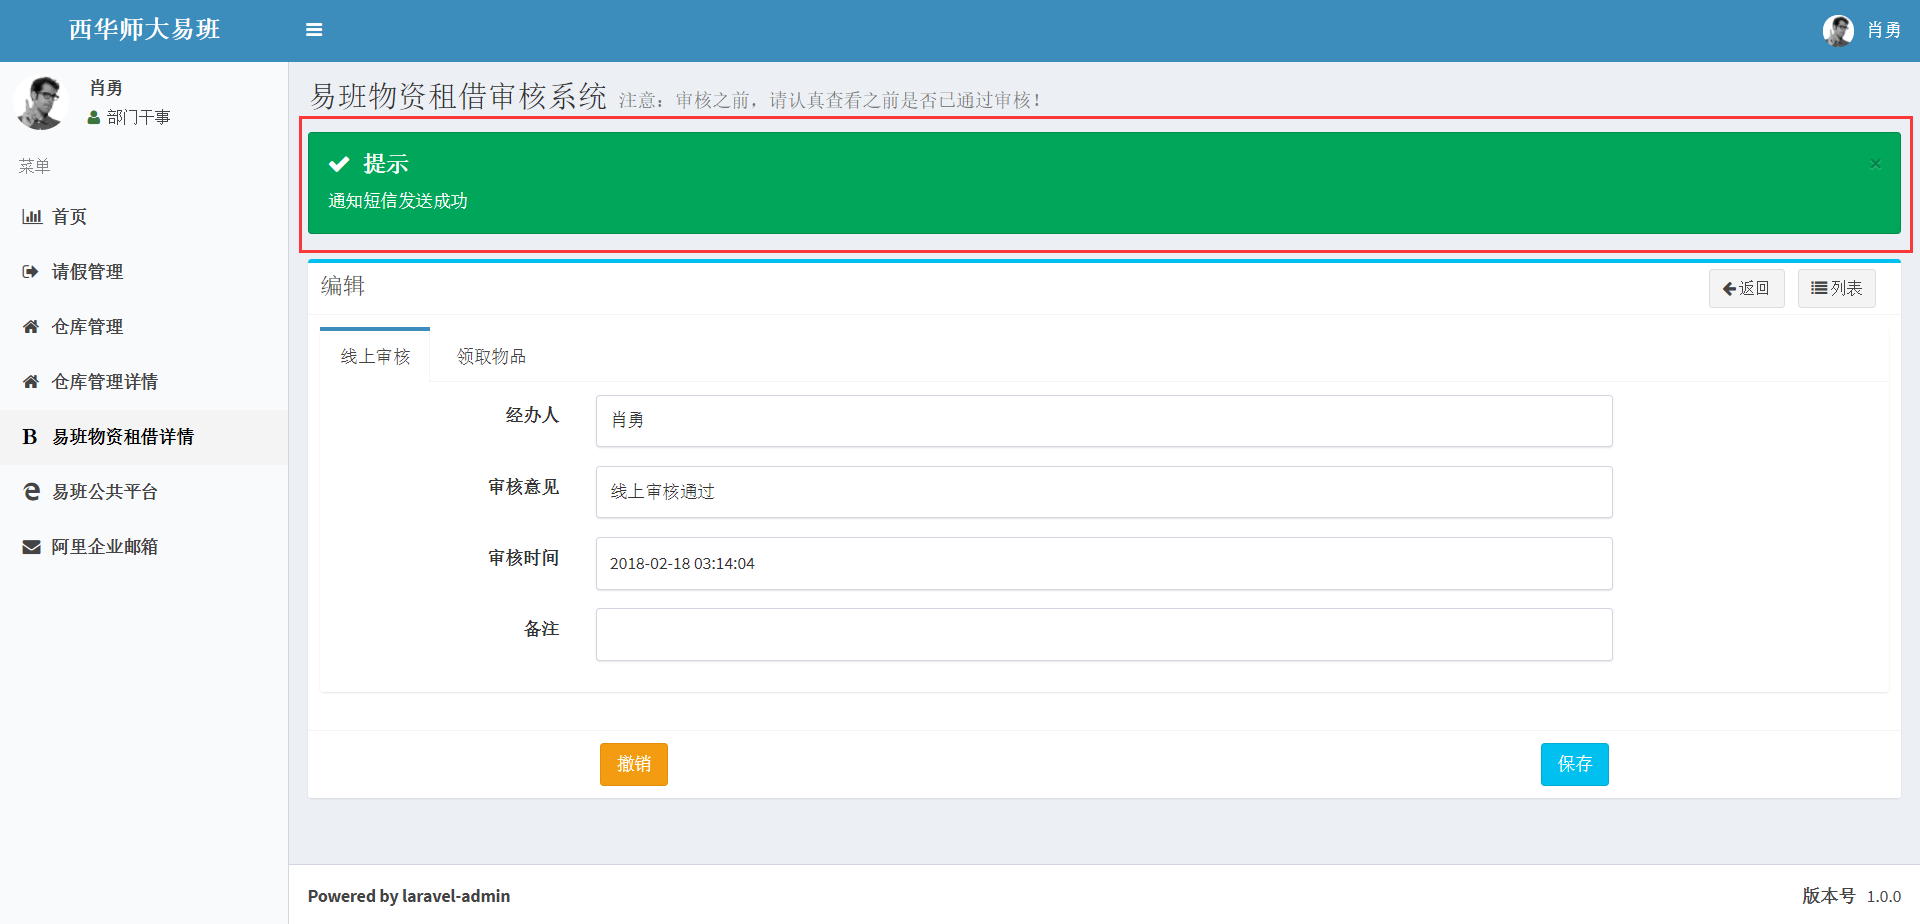 西华师大易班
肖勇
肖勇
部门干事
菜单
首页
请假管理
仓库管理
仓库管理详情
B 易班物资租借详情
易班公共平台
阿里企业邮箱
易班物资租借审核系统 注意：审核之前，请认真查看之前是否已通过审核！
提示
×
通知短信发送成功
编辑
返回
列表
线上审核
领取物品
经办人 肖勇
审核意见 线上审核通过
审核时间 2018-02-18 03:14:04
备注
撤销
保存
Powered by laravel-admin
版本号 1.0.0